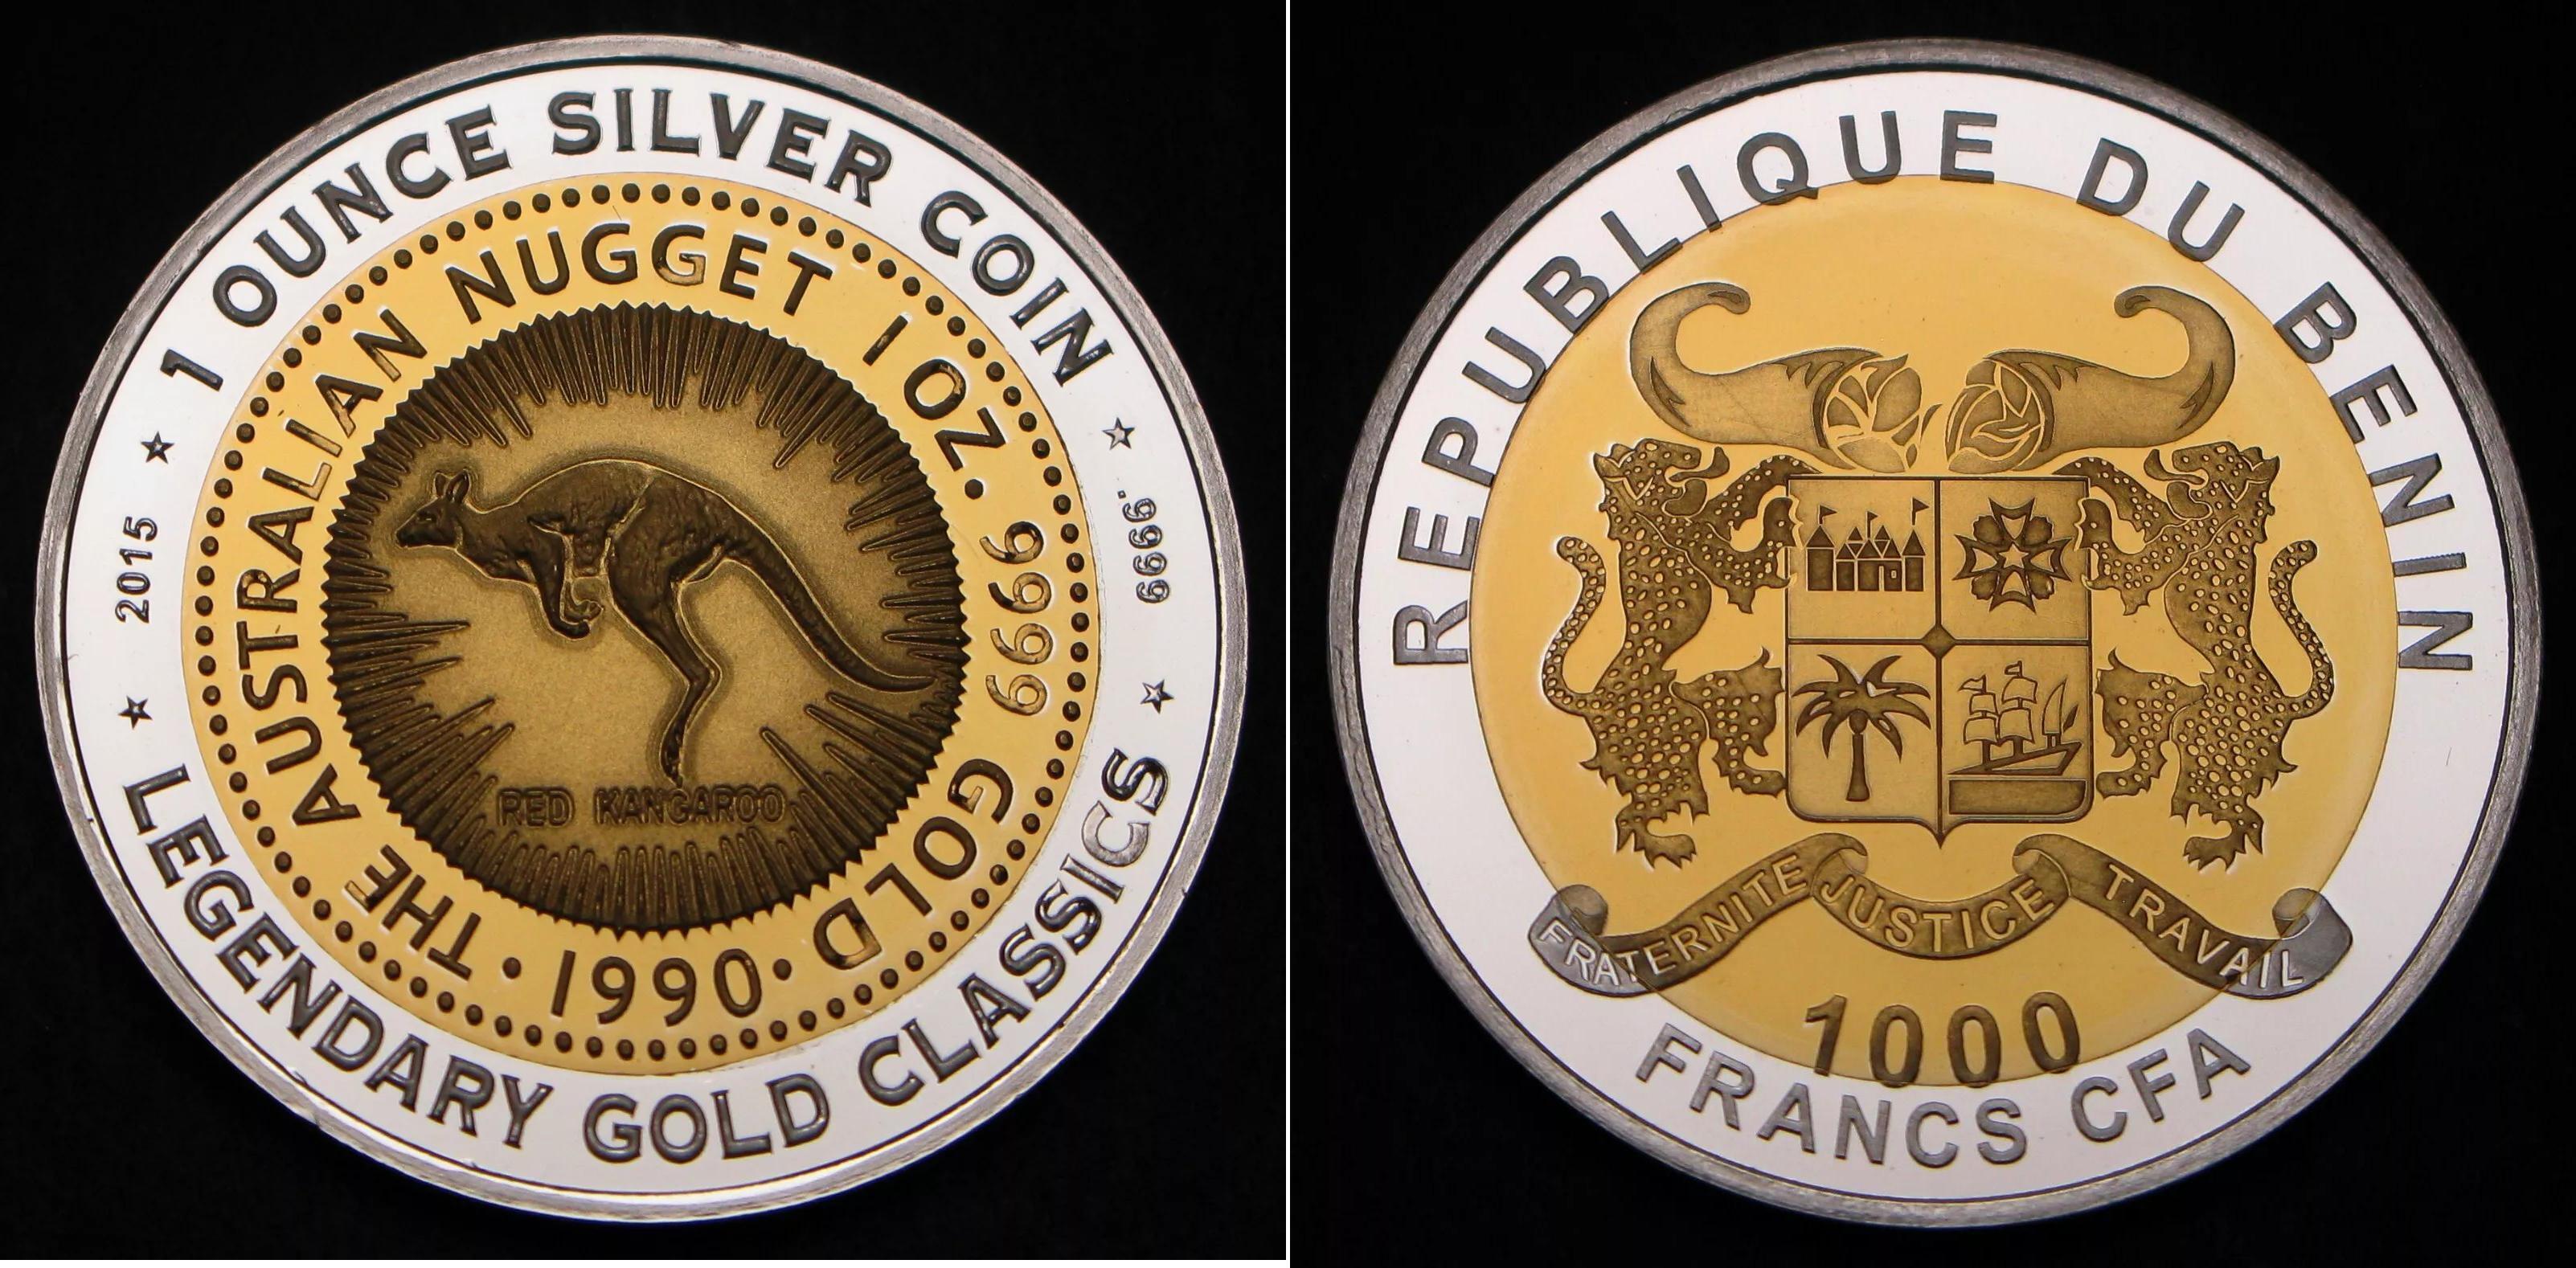 1 OUNCE SILVER COIN
.9999
LEGENDARY GOLD CLASSICS
2015
THE AUSTRALIAN NUGGET 1 OZ. 9999 GOLD
1990
RED KANGAROO
REPUBLIQUE DU BENIN
FRATERNITE JUSTICE TRAVAIL
1000
FRANCS CFA